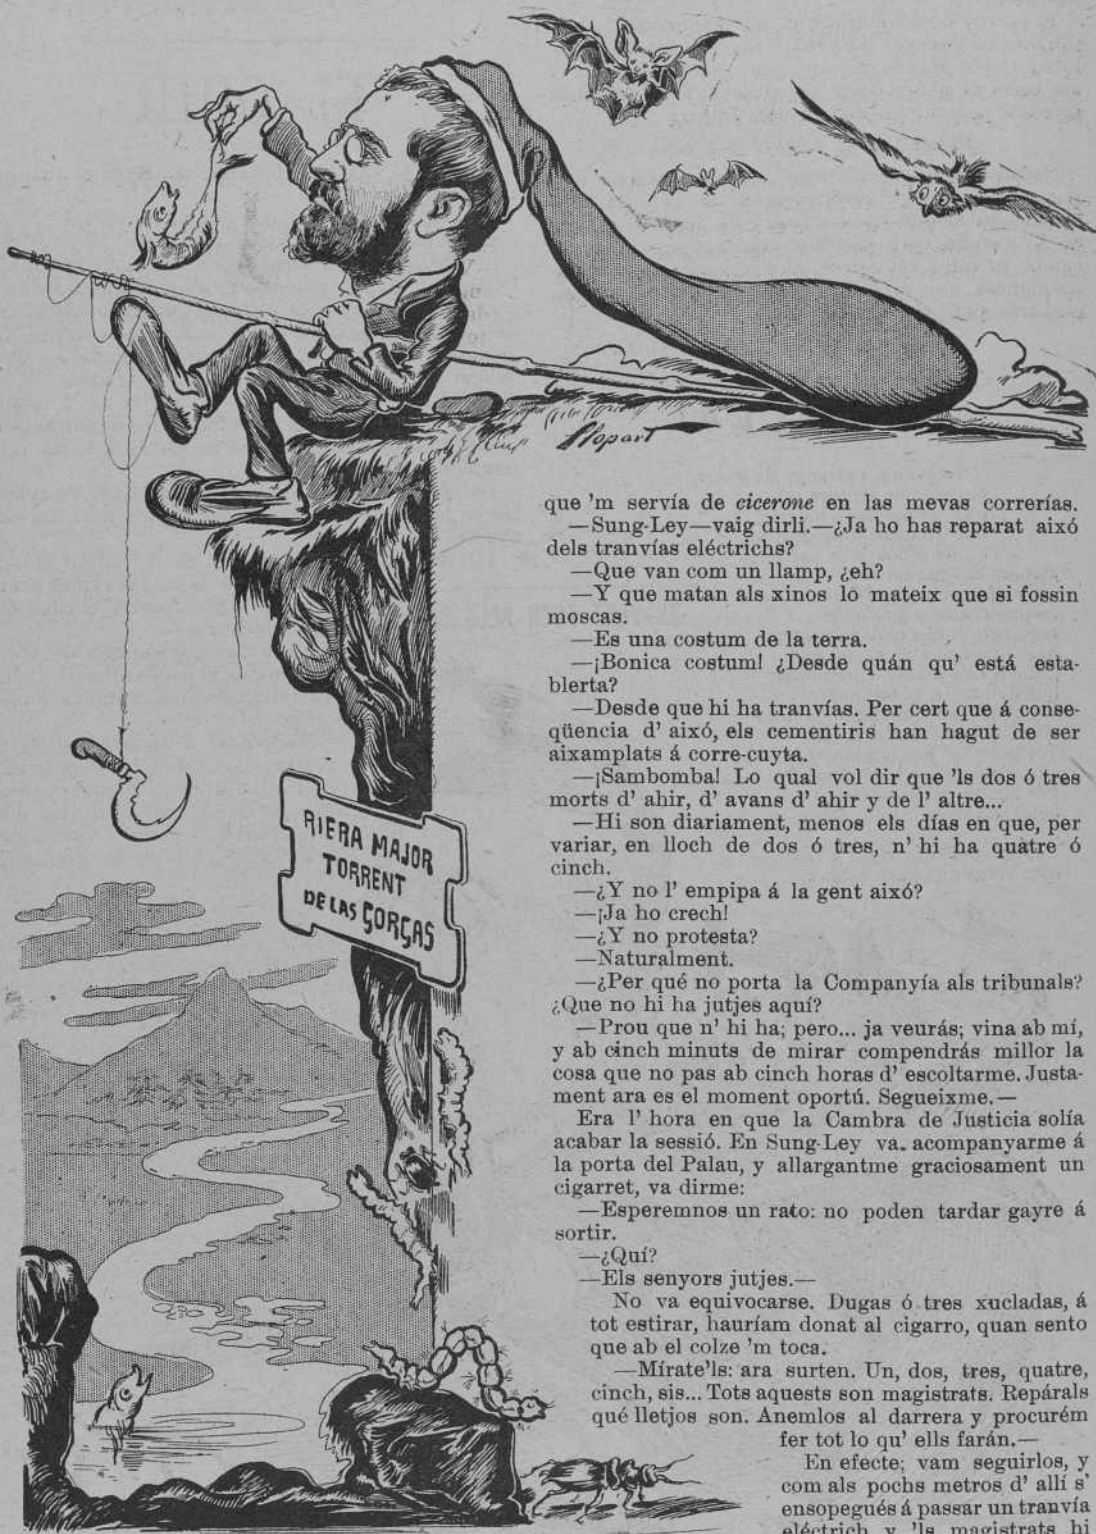 Llopart
RIERA MAJOR
TORRENT
DE LAS GORGAS
que 'm servía de cicerone en las mevas correrías.
—Sung-Ley—vaig dirli.—¿Ja ho has reparat aixó
dels tranvías eléctrichs?
—Que van com un llamp, ¿eh?
—Y que matan als xinos lo mateix que si fossin
moscas.
—Es una costum de la terra.
—¡Bonica costum! ¿Desde quán qu' está esta-
blerta?
—Desde que hi ha tranvías. Per cert que á conse-
qüencia d' aixó, els cementiris han hagut de ser
aixamplats á corre-cuyta.
—¡Sambomba! Lo qual vol dir que 'ls dos ó tres
morts d' ahir, d' avans d' ahir y de l' altre...
—Hi son diariament, menos els días en que, per
variar, en lloch de dos ó tres, n' hi ha quatre ó
cinch.
—¿Y no l' empipa á la gent aixó?
—¡Ja ho crech!
—¿Y no protesta?
—Naturalment.
—¿Per qué no porta la Companyía als tribunals?
¿Que no hi ha jutjes aquí?
—Prou que n' hi ha; pero... ja veurás; vina ab mí,
y ab cinch minuts de mirar compendrás millor la
cosa que no pas ab cinch horas d' escoltarme. Justa-
ment ara es el moment oportú. Segueixme.—
Era l' hora en que la Cambra de Justicia solía
acabar la sessió. En Sung-Ley va. acompanyarme á
la porta del Palau, y allargantme graciosament un
cigarret, va dirme:
—Esperemnos un rato: no poden tardar gayre á
sortir.
—¿Quí?
—Els senyors jutjes.—
No va equivocarse. Dugas ó tres xucladas, á
tot estirar, hauríam donat al cigarro, quan sento
que ab el colze 'm toca.
—Mírate'ls: ara surten. Un, dos, tres, quatre,
cinch, sis... Tots aquests son magistrats. Repárals
qué lletjos son. Anemlos al darrera y procurém
fer tot lo qu' ells farán.—
En efecte; vam seguirlos, y
com als pochs metros d' allí s'
ensopegués á passar un tranvía
eléctrich y 'ls magistrats hi